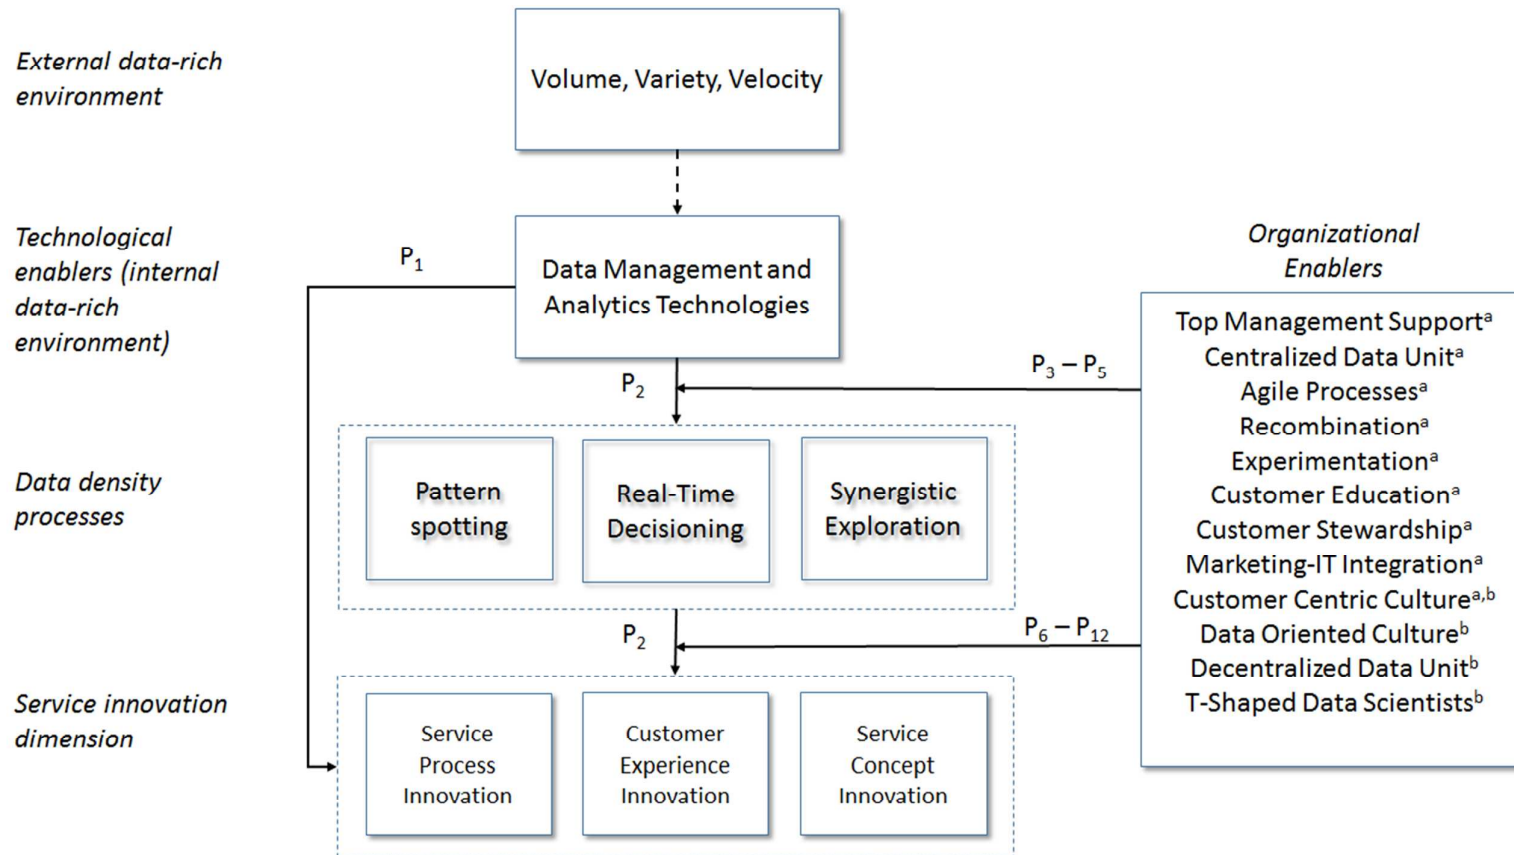 External data-rich
environment
Volume, Variety, Velocity
Technological
enablers (internal
data-rich
environment)
P₁
Data Management and
Analytics Technologies
Organizational
Enablers
Top Management Supportᵃ
Centralized Data Unitᵃ
Agile Processesᵃ
Recombinationᵃ
Experimentationᵃ
Customer Educationᵃ
Customer Stewardshipᵃ
Marketing-IT Integrationᵃ
Customer Centric Cultureᵃ,ᵇ
Data Oriented Cultureᵇ
Decentralized Data Unitᵇ
T-Shaped Data Scientistsᵇ
P₂
P₃ – P₅
Data density
processes
Pattern
spotting
Real-Time
Decisioning
Synergistic
Exploration
P₂
P₆ – P₁₂
Service innovation
dimension
Service
Process
Innovation
Customer
Experience
Innovation
Service
Concept
Innovation